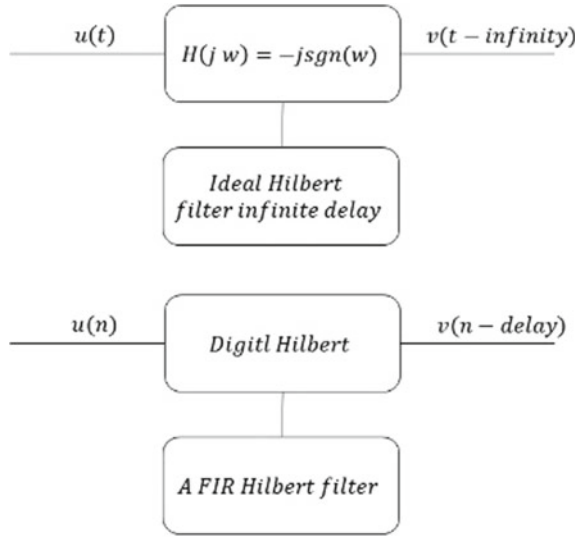 u(t)
H(j w) = −jsgn(w)
v(t − infinity)
Ideal Hilbert
filter infinite delay
u(n)
Digitl Hilbert
v(n − delay)
A FIR Hilbert filter